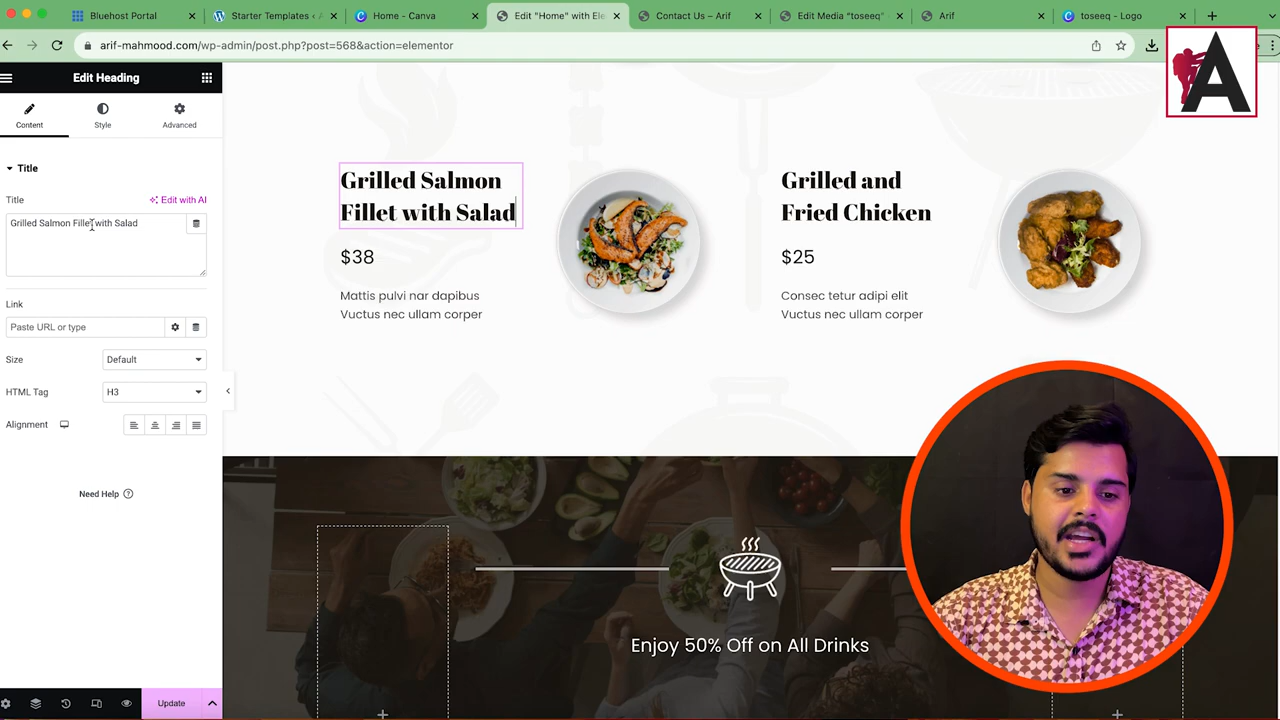 Bluehost Portal
Starter Templates ‹
Home - Canva
Edit "Home" with Ele
Contact Us – Arif
Edit Media "toseeq"
Arif
toseeq - Logo
arif-mahmood.com/wp-admin/post.php?post=568&action=elementor
A
Edit Heading
Content
Style
Advanced
Title
Title
Edit with AI
Grilled Salmon Fillet with Salad
Link
Paste URL or type
Size
Default
HTML Tag
H3
Alignment
Need Help
Update
Grilled Salmon
Fillet with Salad
$38
Mattis pulvi nar dapibus
Vuctus nec ullam corper
Grilled and
Fried Chicken
$25
Consec tetur adipi elit
Vuctus nec ullam corper
Enjoy 50% Off on All Drinks